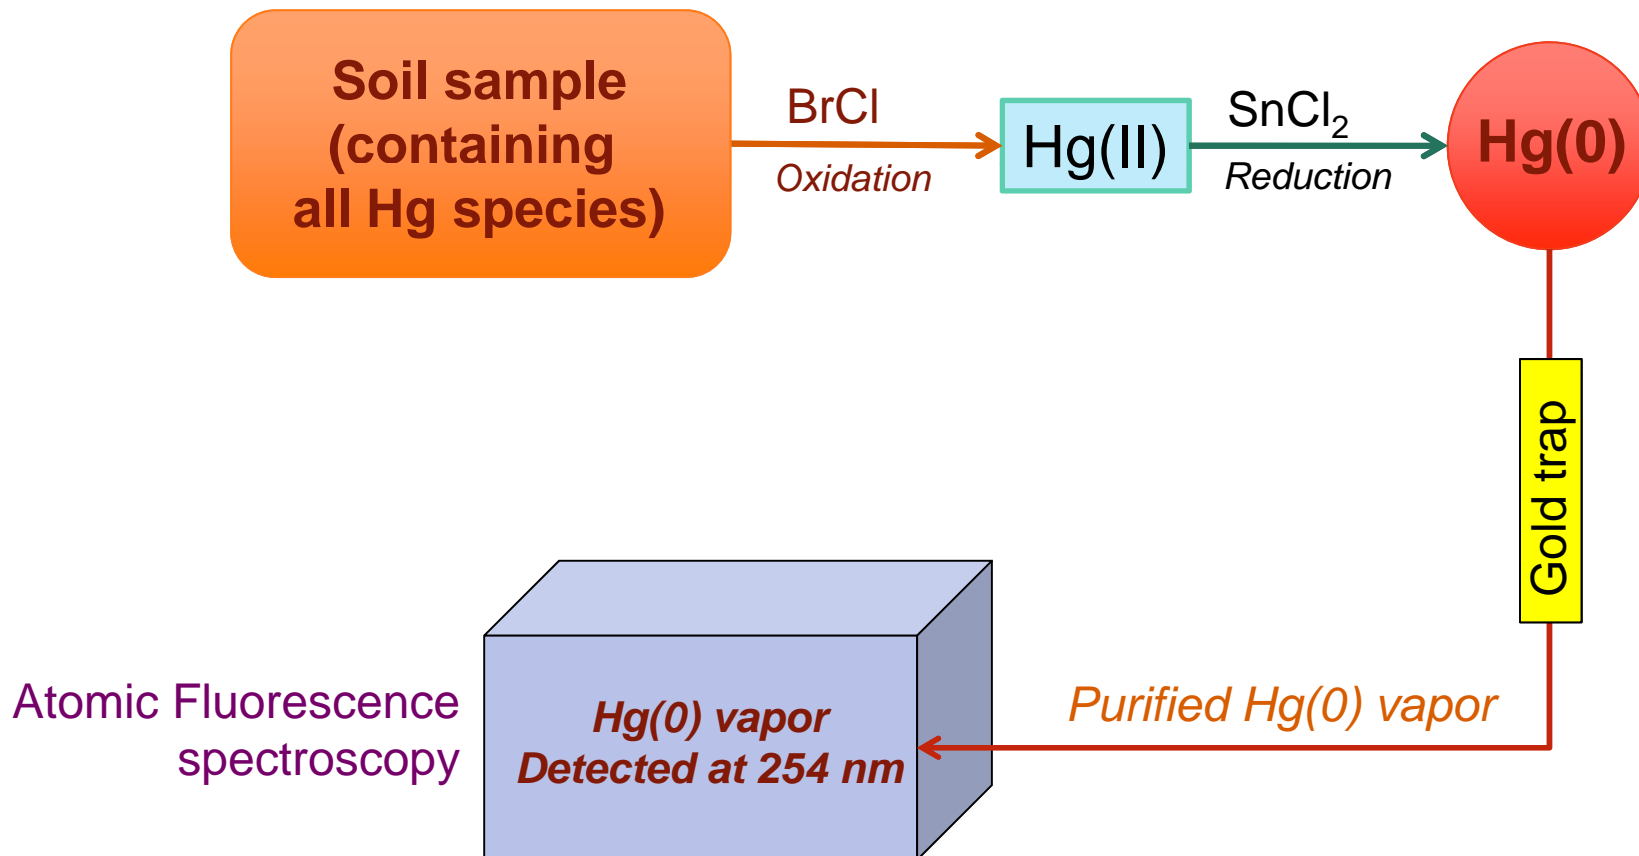 Soil sample
(containing
all Hg species)
BrCl
Oxidation
Hg(II)
SnCl₂
Reduction
Hg(0)
Gold trap
Purified Hg(0) vapor
Hg(0) vapor
Detected at 254 nm
Atomic Fluorescence
spectroscopy